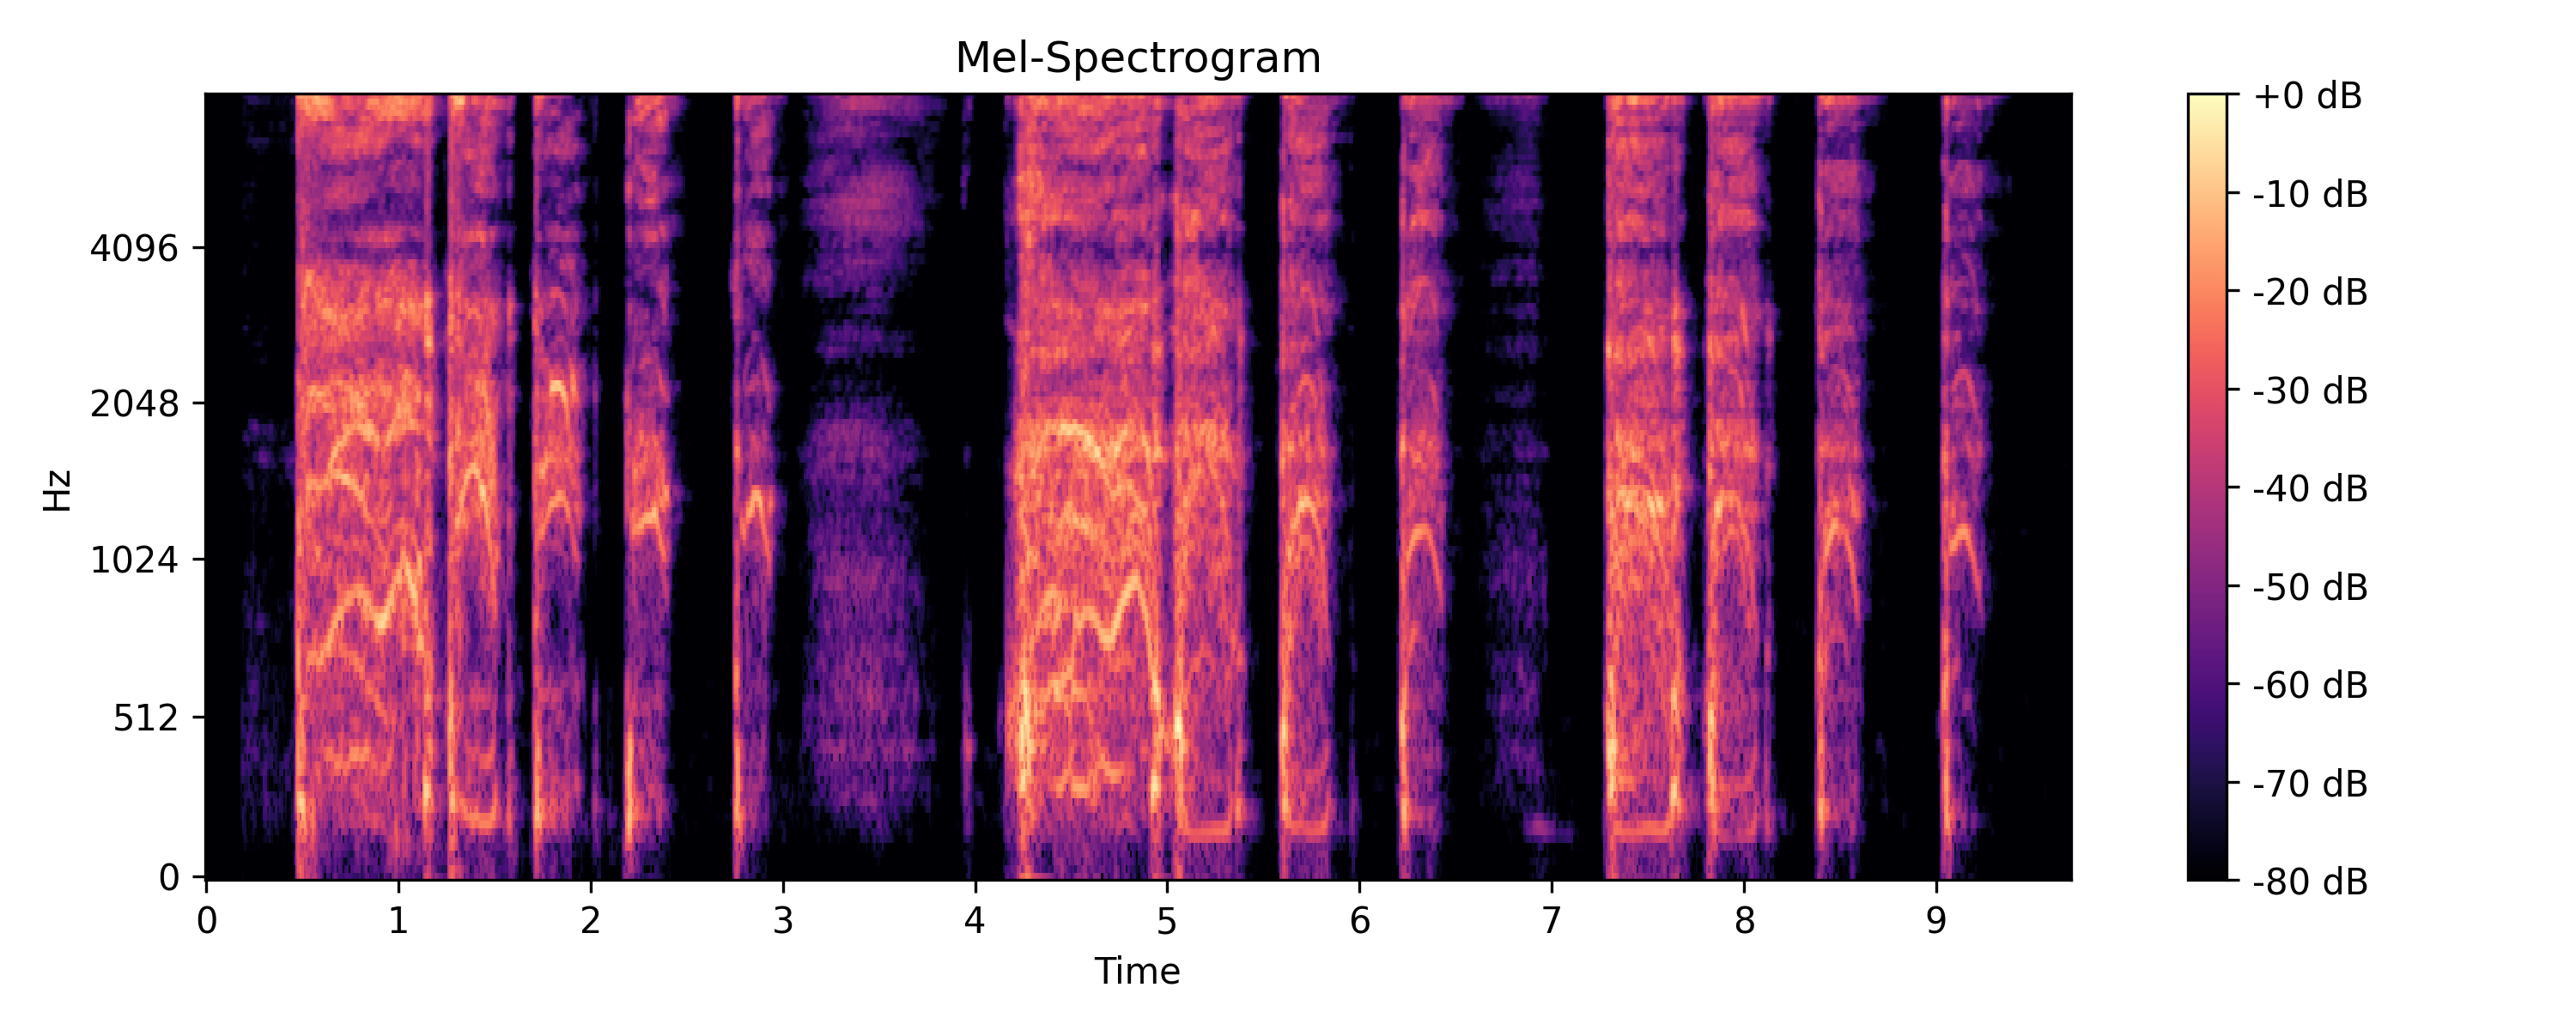 Mel-Spectrogram
Hz
4096
2048
1024
512
0
0 1 2 3 4 5 6 7 8 9
Time
+0 dB
-10 dB
-20 dB
-30 dB
-40 dB
-50 dB
-60 dB
-70 dB
-80 dB